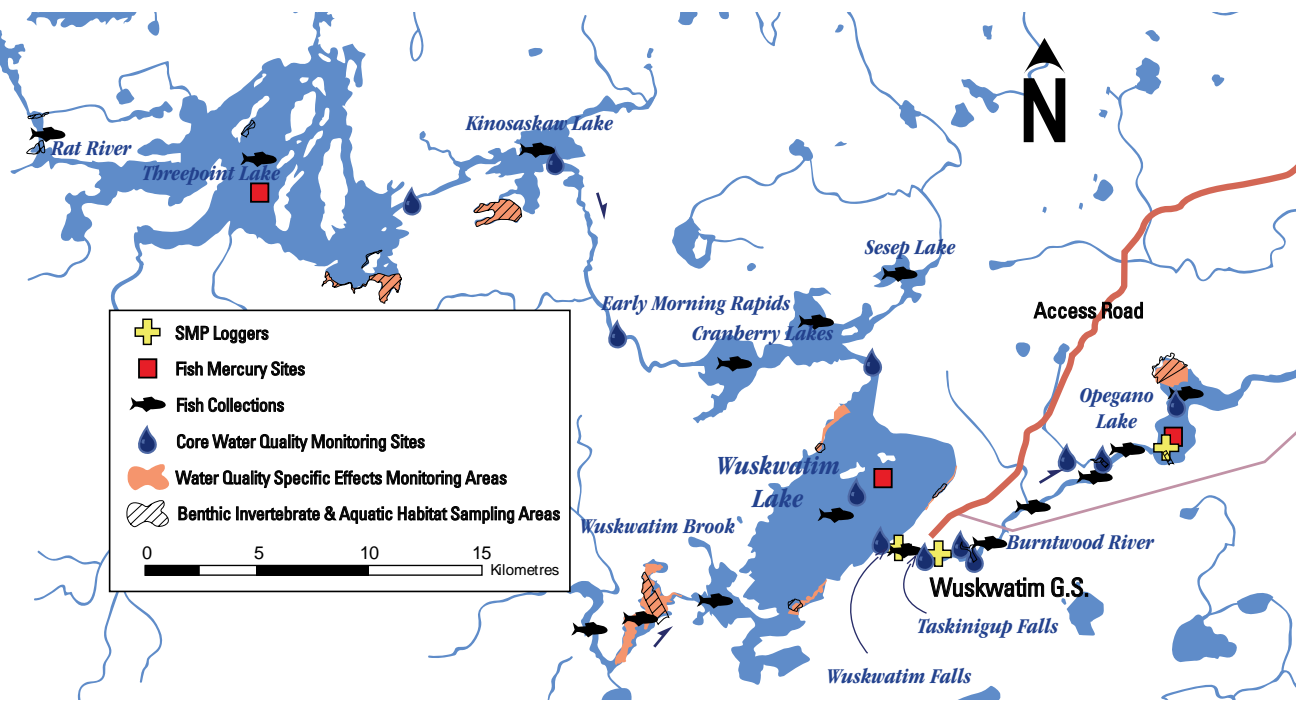 Kinosaskaw Lake
N
Rat River
Threepoint Lake
Sesep Lake
Early Morning Rapids
Cranberry Lakes
Access Road
SMP Loggers
Fish Mercury Sites
Fish Collections
Core Water Quality Monitoring Sites
Water Quality Specific Effects Monitoring Areas
Benthic Invertebrate & Aquatic Habitat Sampling Areas
0 5 10 15
Kilometres
Opegano
Lake
Wuskwatim
Lake
Wuskwatim Brook
Burntwood River
Wuskwatim G.S.
Taskinigup Falls
Wuskwatim Falls